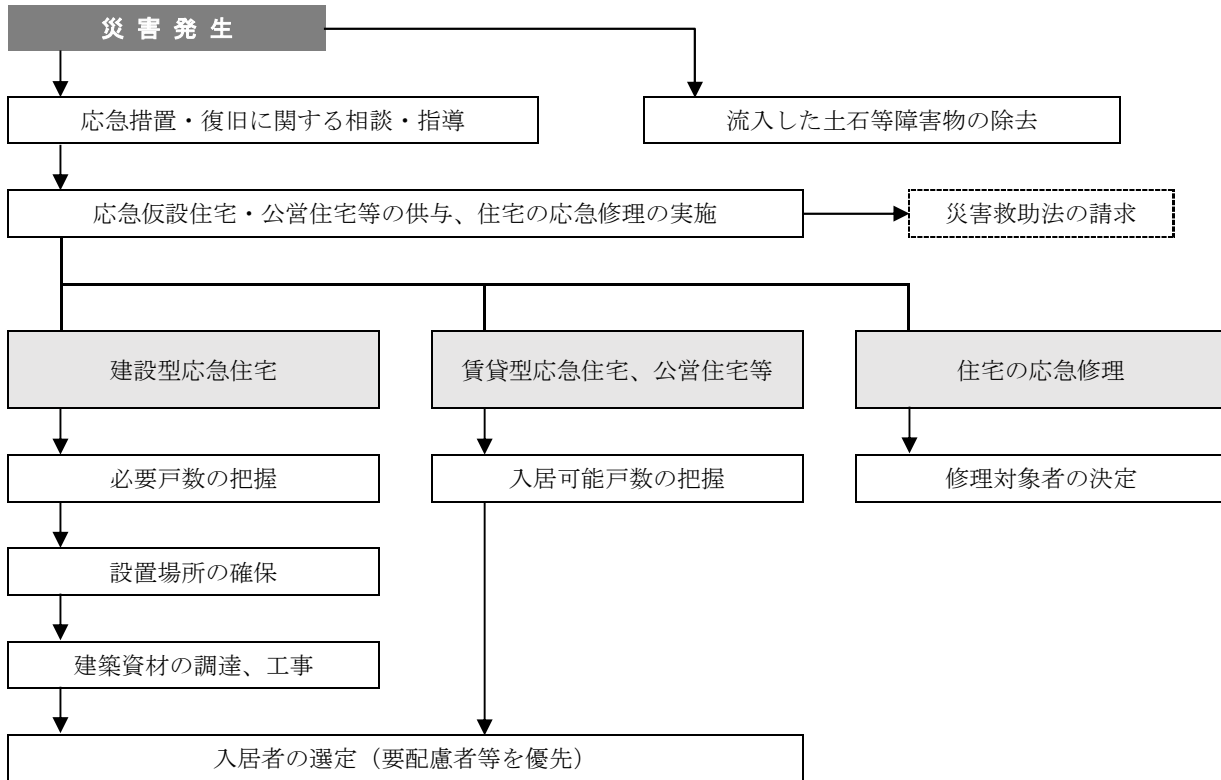 災害発生
応急措置・復旧に関する相談・指導
流入した土石等障害物の除去
応急仮設住宅・公営住宅等の供与、住宅の応急修理の実施
災害救助法の請求
建設型応急住宅
賃貸型応急住宅、公営住宅等
住宅の応急修理
必要戸数の把握
入居可能戸数の把握
修理対象者の決定
設置場所の確保
建築資材の調達、工事
入居者の選定（要配慮者等を優先）